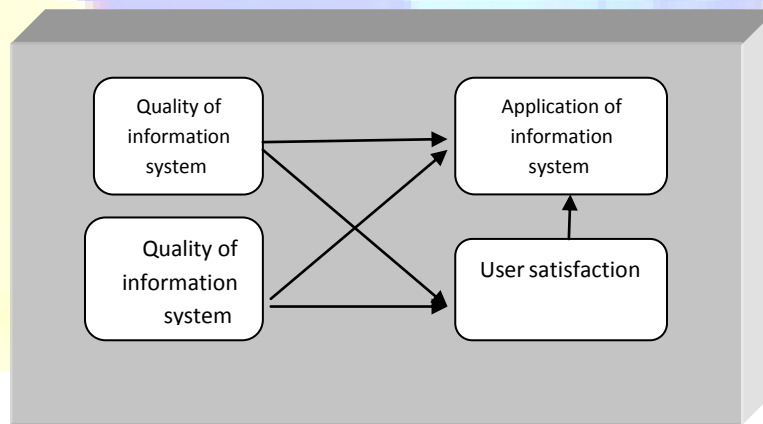 Quality of
information
system
Application of
information
system
Quality of
information
system
User satisfaction